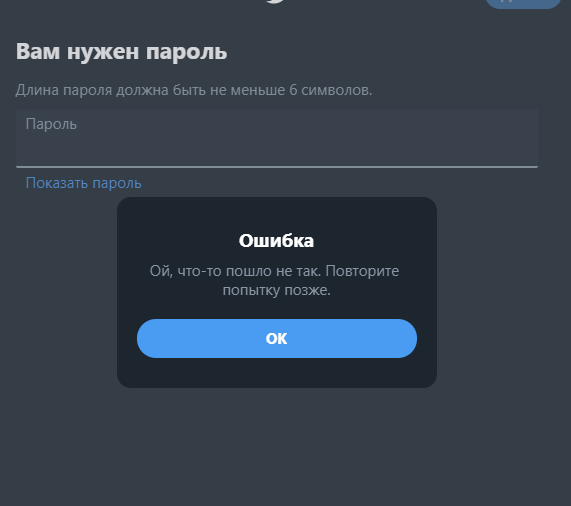 Вам нужен пароль
Длина пароля должна быть не меньше 6 символов.
Пароль
Показать пароль
Ошибка
Ой, что-то пошло не так. Повторите
попытку позже.
ОК